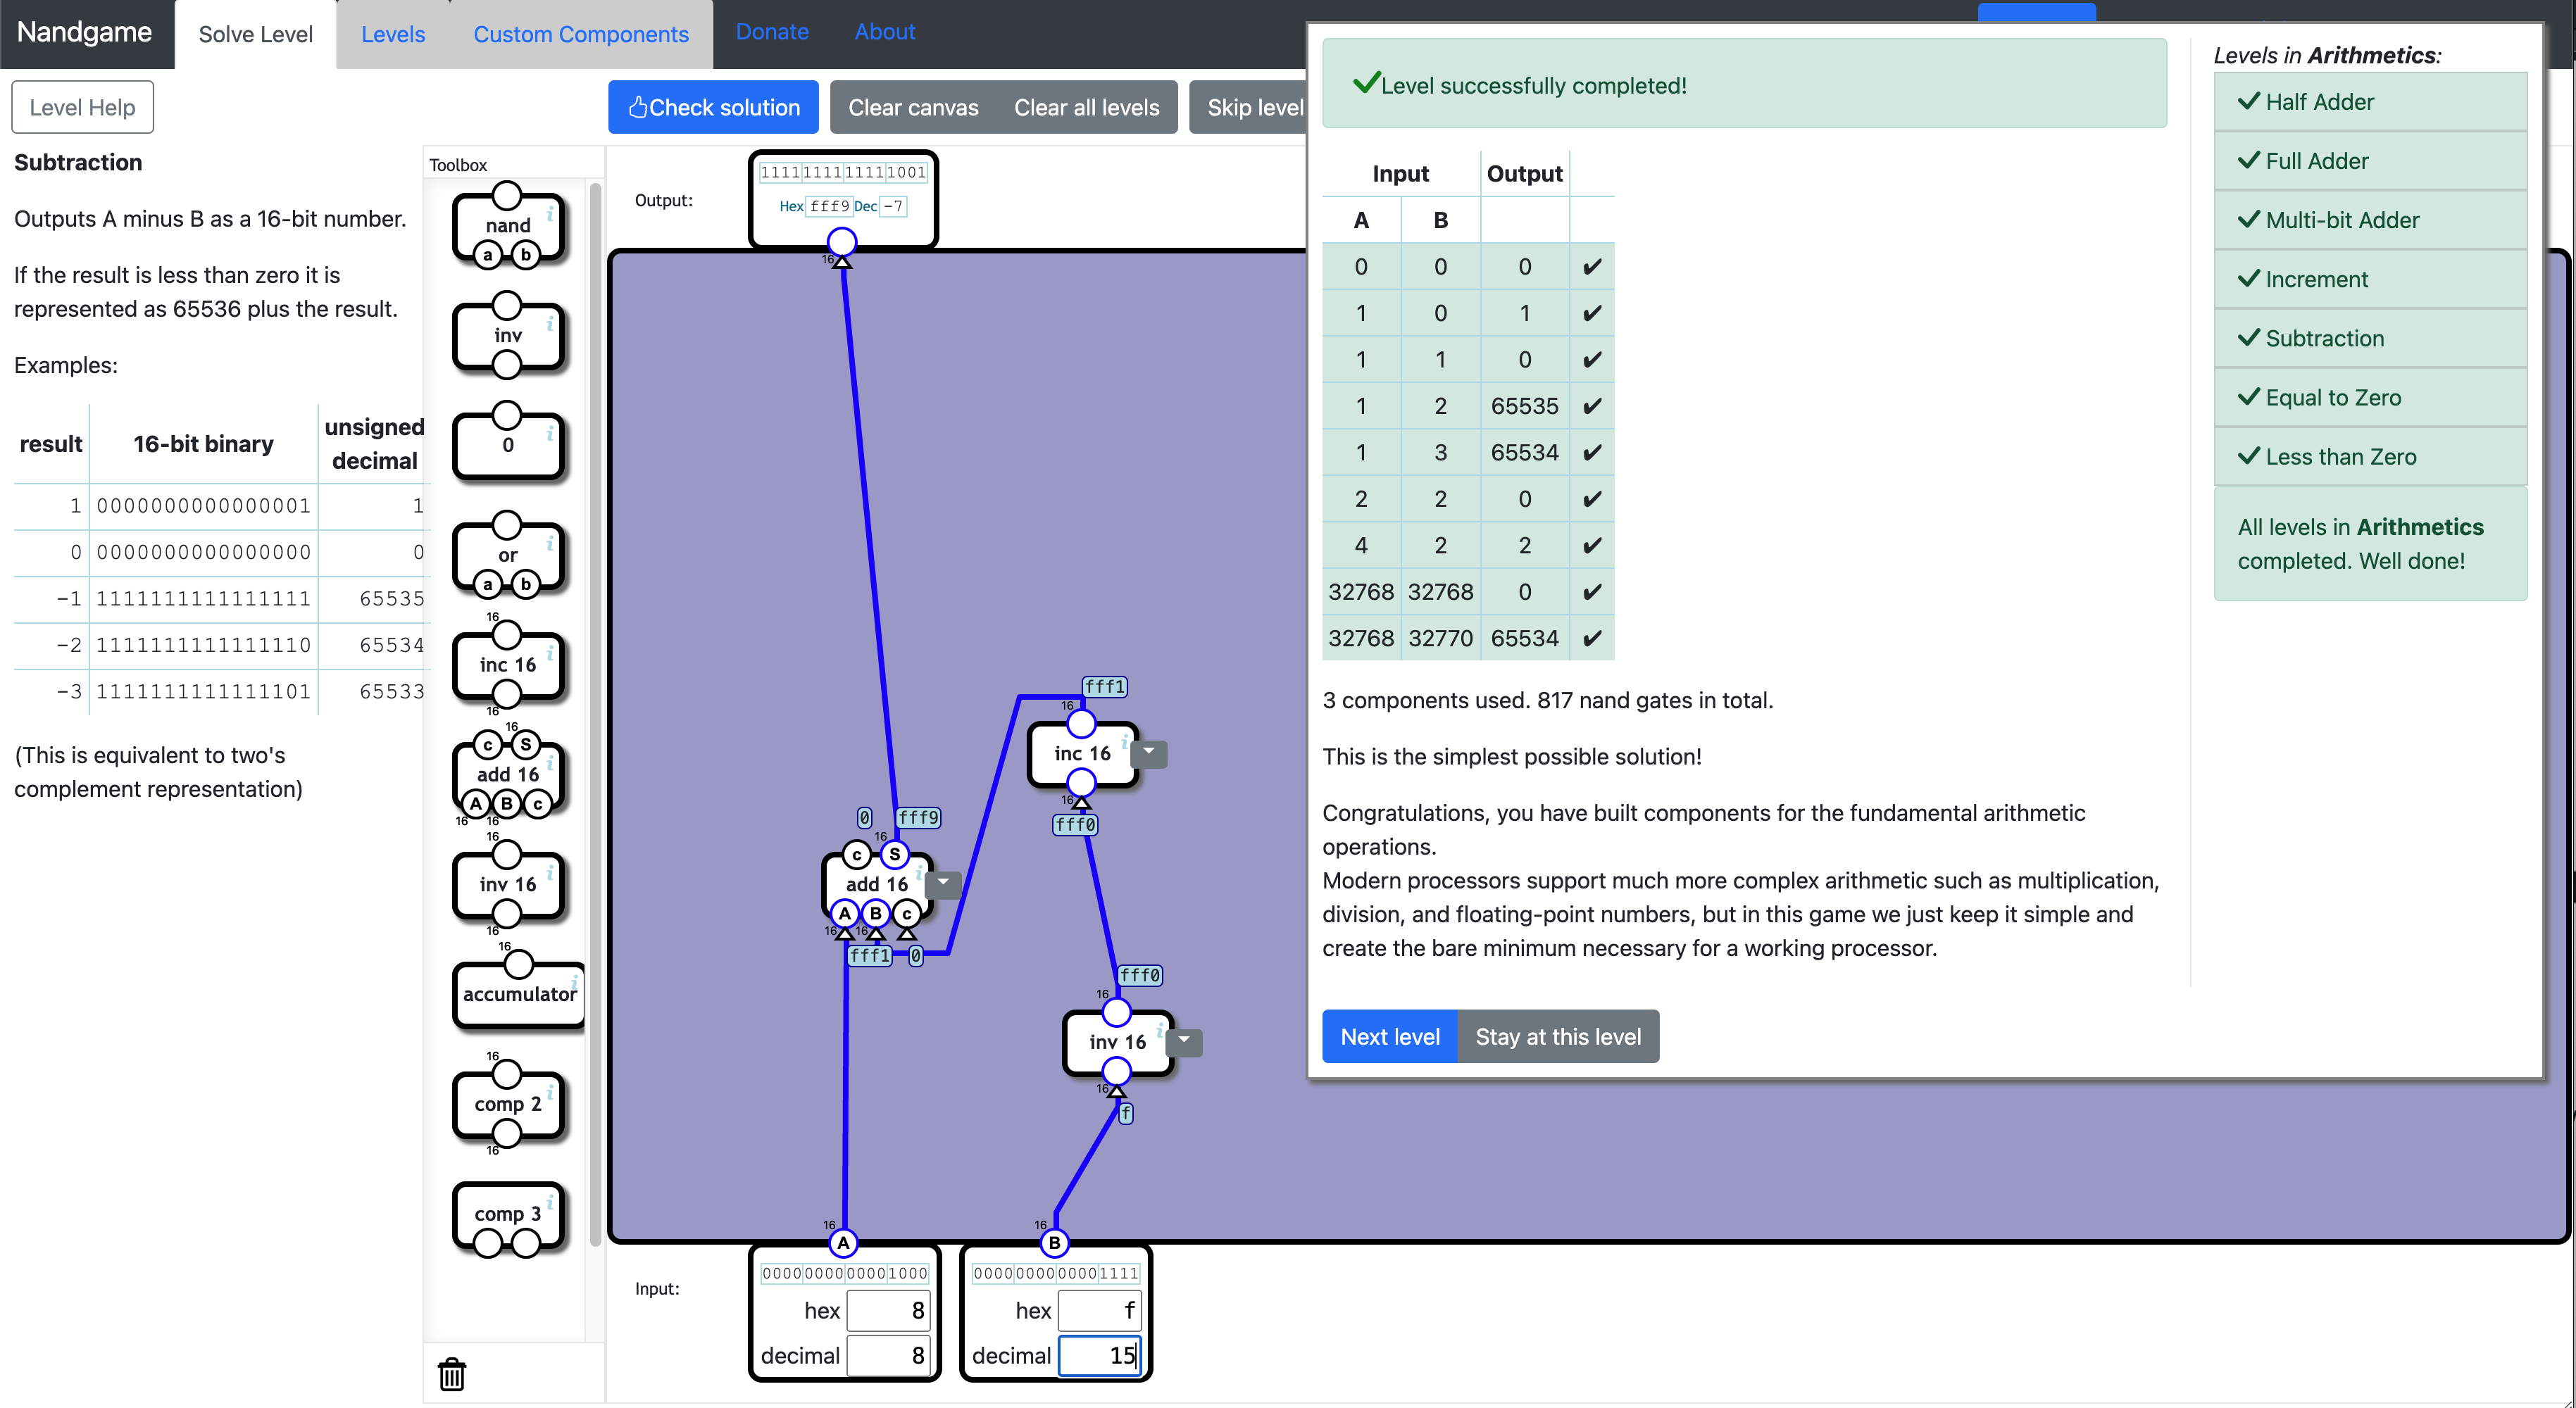 Nandgame
Solve Level
Levels
Custom Components
Donate
About
Level Help
Check solution
Clear canvas
Clear all levels
Skip level
Subtraction
Outputs A minus B as a 16-bit number.
If the result is less than zero it is
represented as 65536 plus the result.
Examples:
result 16-bit binary unsigned decimal
1 0000000000000001 1
0 0000000000000000 0
-1 1111111111111111 65535
-2 1111111111111110 65534
-3 1111111111111101 65533
(This is equivalent to two's
complement representation)
Toolbox
nand
a b
inv
0
or
a b
16
inc 16
16
16
c S
add 16
A B c
16 16
16
inv 16
16
16
accumulator
16
comp 2
16
comp 3
Output:
1111 1111 1111 1001
Hex fff9 Dec -7
16
fff1
16
inc 16
16
fff0
0 fff9
16
c S
add 16
A B c
16 16
fff1 0
fff0
16
inv 16
16
f
16 16
A B
Input:
0000 0000 0000 1000
hex 8
decimal 8
0000 0000 0000 1111
hex f
decimal 15
Level successfully completed!
Input Output
A B
0 0 0 ✔
1 0 1 ✔
1 1 0 ✔
1 2 65535 ✔
1 3 65534 ✔
2 2 0 ✔
4 2 2 ✔
32768 32768 0 ✔
32768 32770 65534 ✔
3 components used. 817 nand gates in total.
This is the simplest possible solution!
Congratulations, you have built components for the fundamental arithmetic
operations.
Modern processors support much more complex arithmetic such as multiplication,
division, and floating-point numbers, but in this game we just keep it simple and
create the bare minimum necessary for a working processor.
Next level
Stay at this level
Levels in Arithmetics:
Half Adder
Full Adder
Multi-bit Adder
Increment
Subtraction
Equal to Zero
Less than Zero
All levels in Arithmetics
completed. Well done!